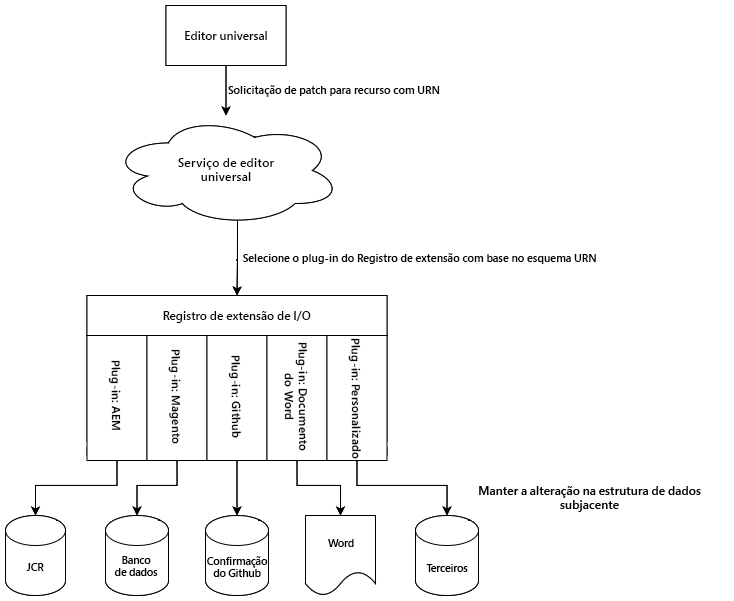 Editor universal
Solicitação de patch para recurso com URN
Serviço de editor
universal
Selecione o plug-in do Registro de extensão com base no esquema URN
Registro de extensão de I/O
Plug-in: AEM
Plug-in: Magento
Plug-in: Github
Plug-in: Documento
do Word
Plug-in: Personalizado
Manter a alteração na estrutura de dados
subjacente
JCR
Banco
de dados
Confirmação
do Github
Word
Terceiros